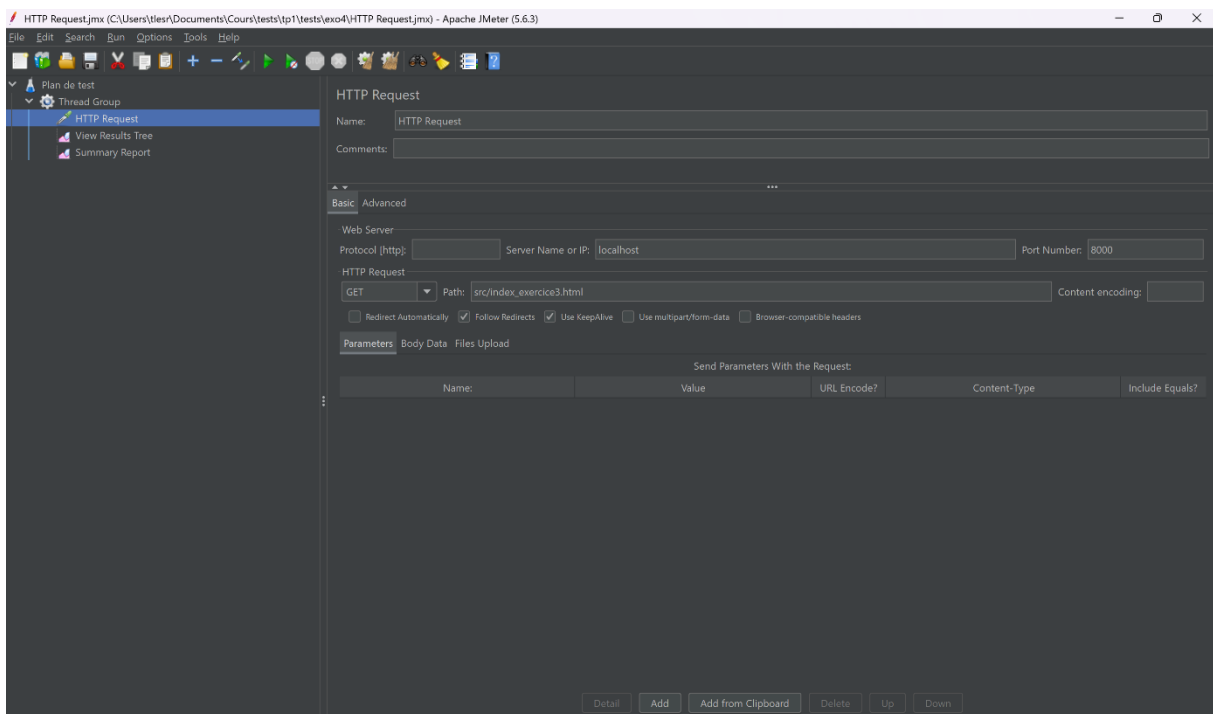 HTTP Request.jmx (C:\Users\tlesr\Documents\Cours\tests\tp1\tests\exo4\HTTP Request.jmx) - Apache JMeter (5.6.3)
File Edit Search Run Options Tools Help
Plan de test
Thread Group
HTTP Request
View Results Tree
Summary Report
HTTP Request
Name: HTTP Request
Comments:
Basic Advanced
Web Server
Protocol [http]: Server Name or IP: localhost Port Number: 8000
HTTP Request
GET Path: src/index_exercice3.html Content encoding:
Redirect Automatically Follow Redirects Use KeepAlive Use multipart/form-data Browser-compatible headers
Parameters Body Data Files Upload
Send Parameters With the Request:
Name: Value URL Encode? Content-Type Include Equals?
Detail Add Add from Clipboard Delete Up Down